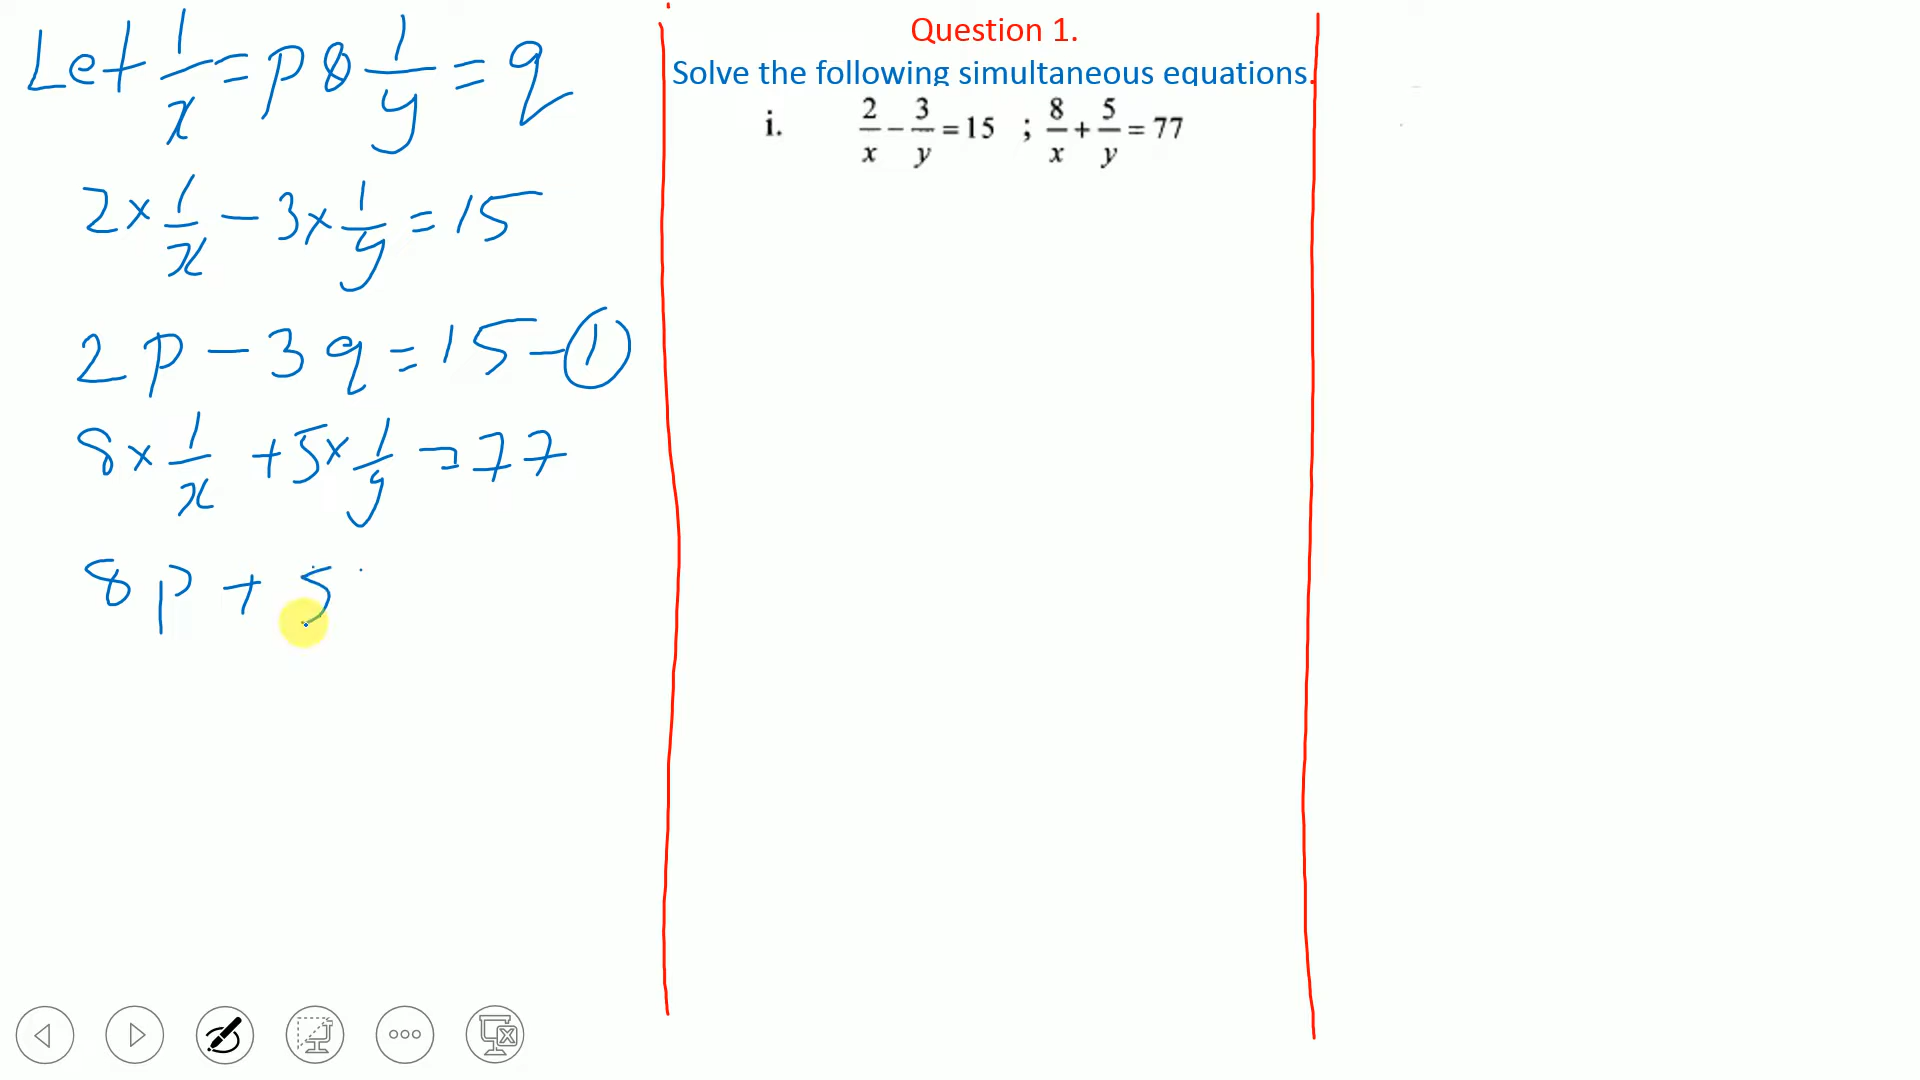 Let 1/x = p & 1/y = q
2 × 1/x − 3 × 1/y = 15
2p − 3q = 15 − ①
8 × 1/x + 5 × 1/y = 77
8p + 5
Question 1.
Solve the following simultaneous equations.
i. 2/x − 3/y = 15 ; 8/x + 5/y = 77